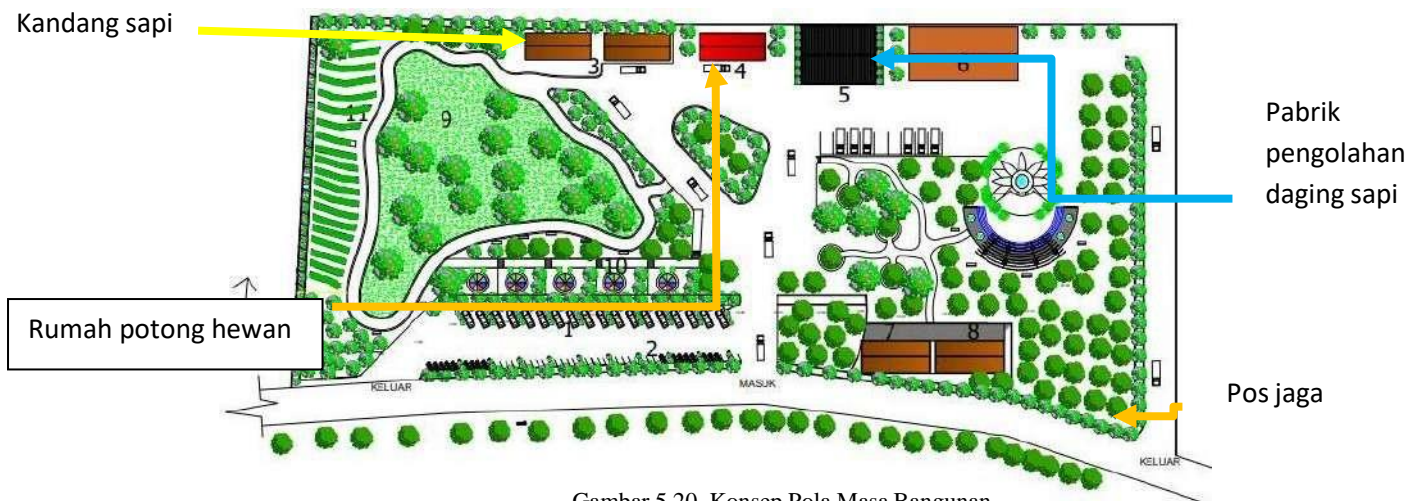 Kandang sapi
3
4
5
6
Pabrik
pengolahan
daging sapi
11
9
10
Rumah potong hewan
1
2
7
8
KELUAR
MASUK
Pos jaga
KELUAR
Gambar 5.20. Konsep Pola Masa Bangunan